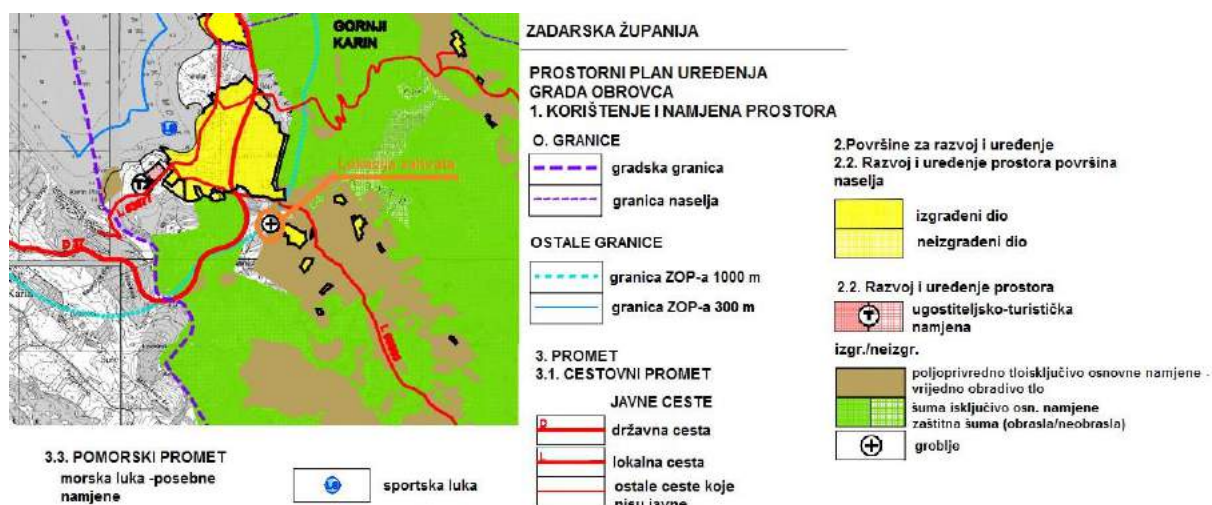 GORNJI
KARIN
Lokacija zahvata
D 27
LS
3.3. POMORSKI PROMET
morska luka -posebne
namjene
LS
sportska luka
ZADARSKA ŽUPANIJA
PROSTORNI PLAN UREĐENJA
GRADA OBROVCA
1. KORIŠTENJE I NAMJENA PROSTORA
O. GRANICE
gradska granica
granica naselja
OSTALE GRANICE
granica ZOP-a 1000 m
granica ZOP-a 300 m
3. PROMET
3.1. CESTOVNI PROMET
JAVNE CESTE
D
državna cesta
L
lokalna cesta
ostale ceste koje
nisu javne
2.Površine za razvoj i uređenje
2.2. Razvoj i uređenje prostora površina
naselja
izgrađeni dio
neizgrađeni dio
2.2. Razvoj i uređenje prostora
T
ugostiteljsko-turistička
namjena
izgr./neizgr.
poljoprivredno tloisključivo osnovne namjene -
vrijedno obradivo tlo
šuma isključivo osn. namjene
zaštitna šuma (obrasla/neobrasla)
groblje